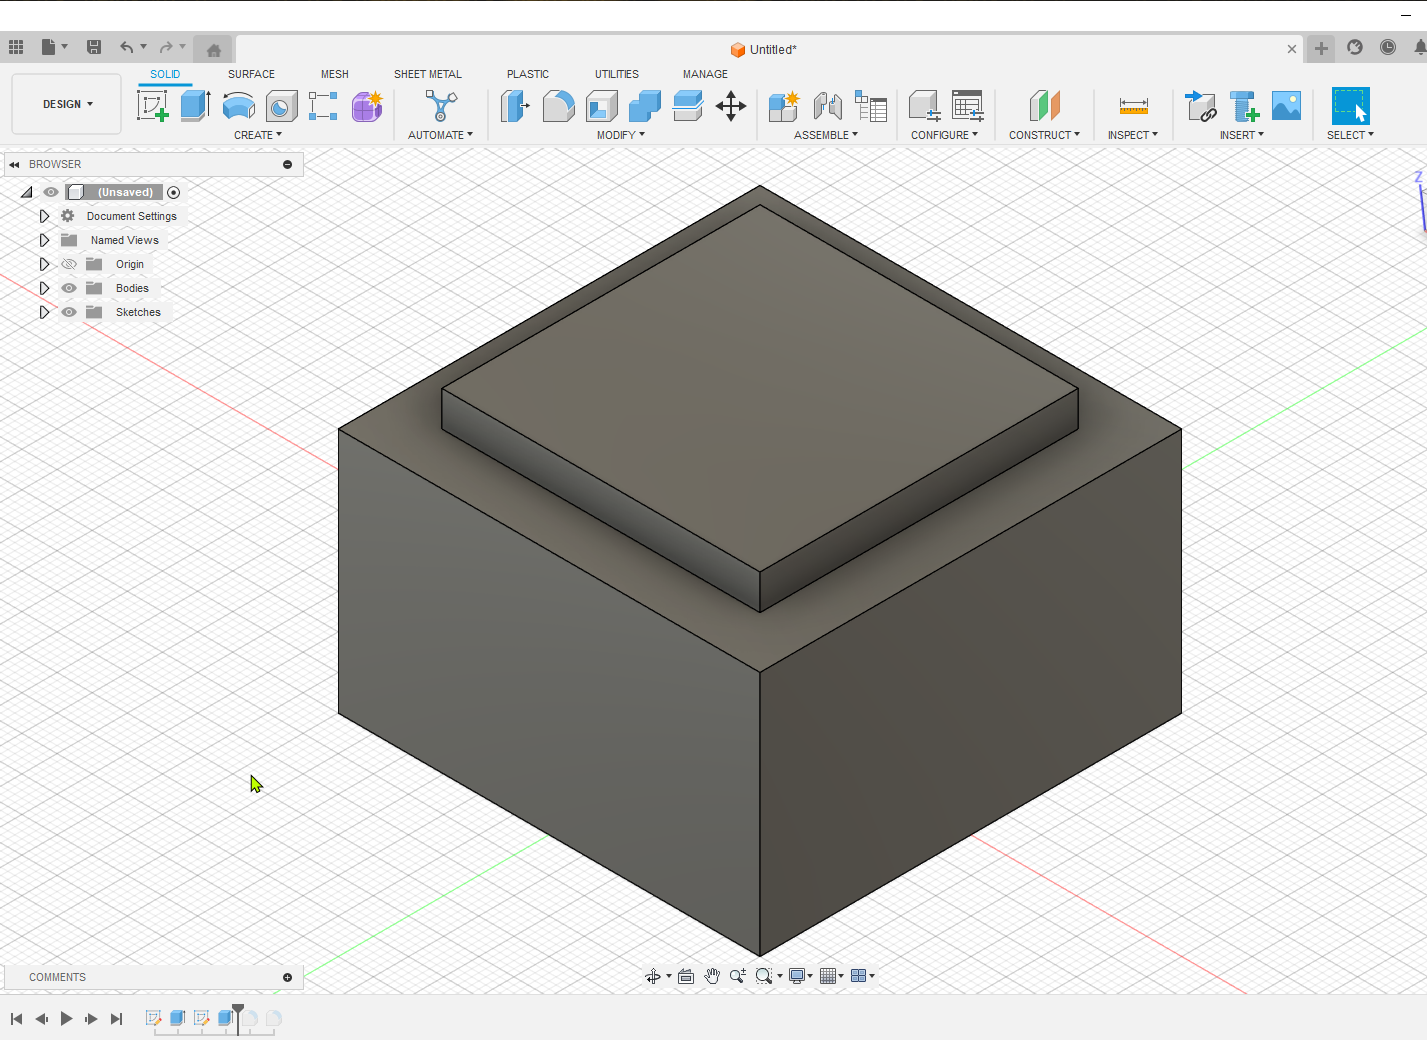 Untitled*
SOLID SURFACE MESH SHEET METAL PLASTIC UTILITIES MANAGE
DESIGN
CREATE AUTOMATE MODIFY ASSEMBLE CONFIGURE CONSTRUCT INSPECT INSERT SELECT
BROWSER
(Unsaved)
Document Settings
Named Views
Origin
Bodies
Sketches
Z
COMMENTS